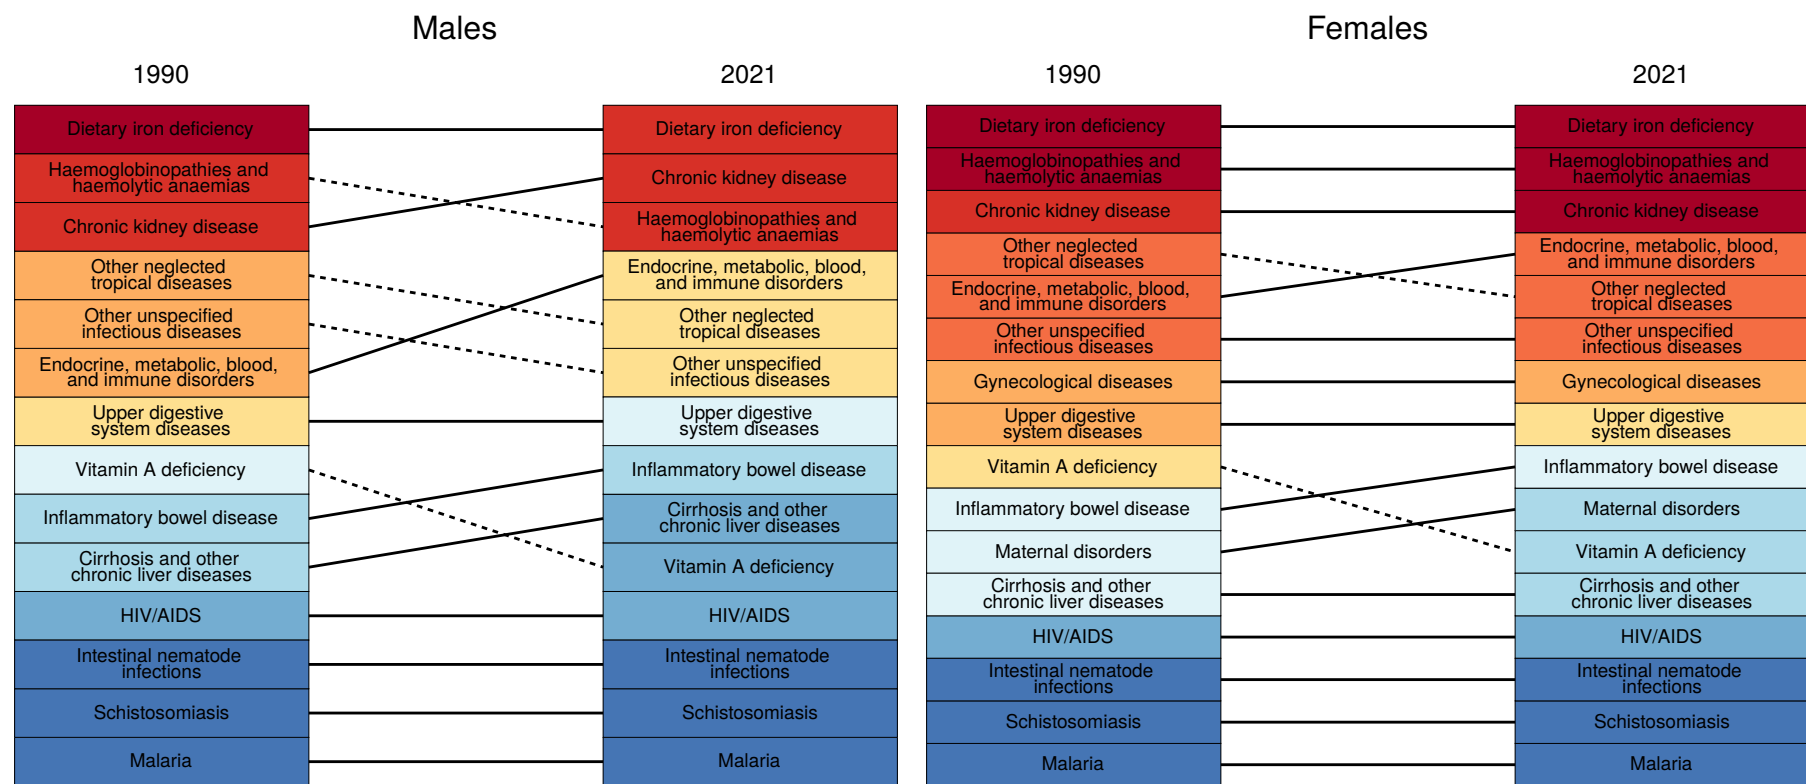 Males
1990
2021
Dietary iron deficiency
Haemoglobinopathies and
haemolytic anaemias
Chronic kidney disease
Other neglected
tropical diseases
Other unspecified
infectious diseases
Endocrine, metabolic, blood,
and immune disorders
Upper digestive
system diseases
Vitamin A deficiency
Inflammatory bowel disease
Cirrhosis and other
chronic liver diseases
HIV/AIDS
Intestinal nematode
infections
Schistosomiasis
Malaria
Dietary iron deficiency
Chronic kidney disease
Haemoglobinopathies and
haemolytic anaemias
Endocrine, metabolic, blood,
and immune disorders
Other neglected
tropical diseases
Other unspecified
infectious diseases
Upper digestive
system diseases
Inflammatory bowel disease
Cirrhosis and other
chronic liver diseases
Vitamin A deficiency
HIV/AIDS
Intestinal nematode
infections
Schistosomiasis
Malaria
Females
1990
2021
Dietary iron deficiency
Haemoglobinopathies and
haemolytic anaemias
Chronic kidney disease
Other neglected
tropical diseases
Endocrine, metabolic, blood,
and immune disorders
Other unspecified
infectious diseases
Gynecological diseases
Upper digestive
system diseases
Vitamin A deficiency
Inflammatory bowel disease
Maternal disorders
Cirrhosis and other
chronic liver diseases
HIV/AIDS
Intestinal nematode
infections
Schistosomiasis
Malaria
Dietary iron deficiency
Haemoglobinopathies and
haemolytic anaemias
Chronic kidney disease
Endocrine, metabolic, blood,
and immune disorders
Other neglected
tropical diseases
Other unspecified
infectious diseases
Gynecological diseases
Upper digestive
system diseases
Inflammatory bowel disease
Maternal disorders
Vitamin A deficiency
Cirrhosis and other
chronic liver diseases
HIV/AIDS
Intestinal nematode
infections
Schistosomiasis
Malaria